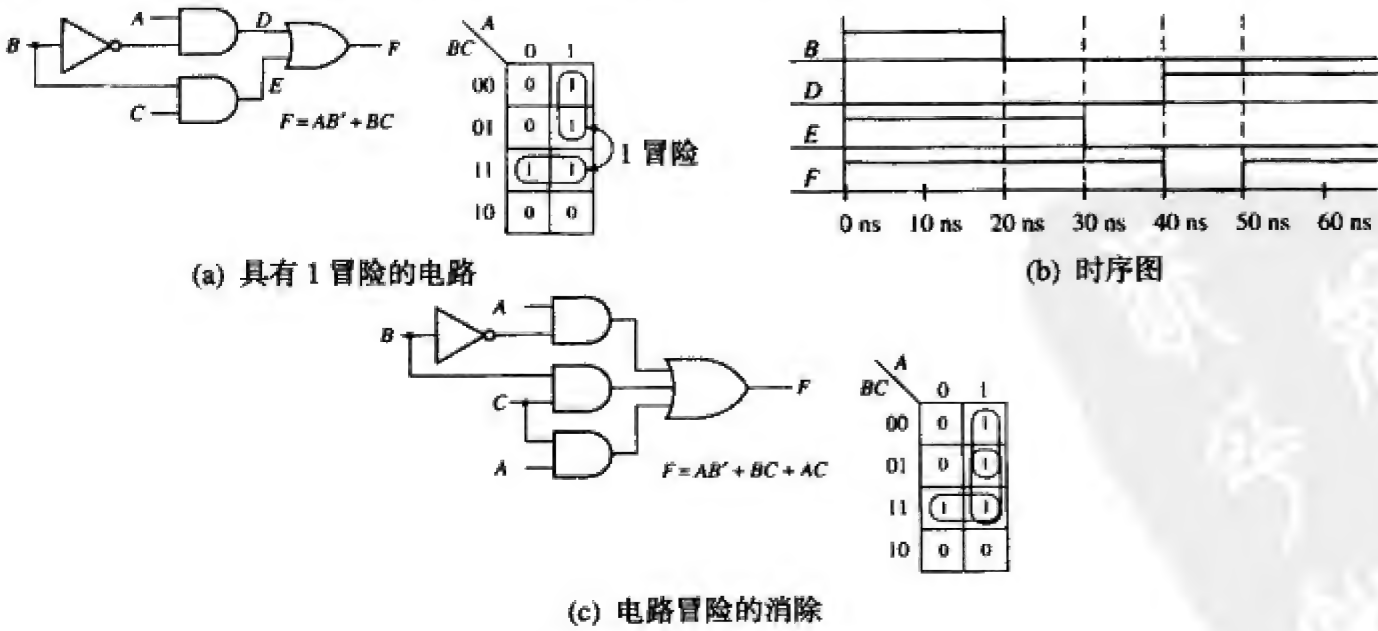 A
D
B
F
E
C
F = AB′ + BC
A
BC
0 1
00 0 1
01 0 1
11 1 1
10 0 0
1 冒险
(a) 具有 1 冒险的电路
B
D
E
F
0 ns 10 ns 20 ns 30 ns 40 ns 50 ns 60 ns
(b) 时序图
A
B
C
F
A
F = AB′ + BC + AC
A
BC
0 1
00 0 1
01 0 1
11 1 1
10 0 0
(c) 电路冒险的消除